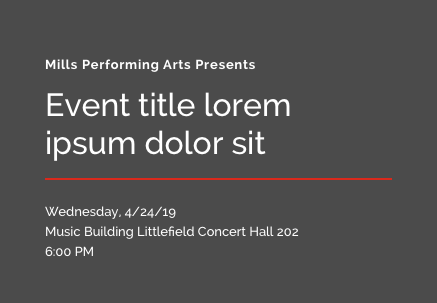 Mills Performing Arts Presents
Event title lorem
ipsum dolor sit
Wednesday, 4/24/19
Music Building Littlefield Concert Hall 202
6:00 PM